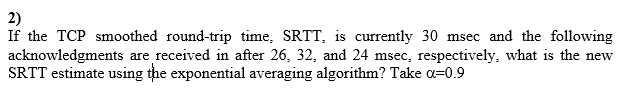 2)
If the TCP smoothed round-trip time, SRTT, is currently 30 msec and the following
acknowledgments are received in after 26, 32, and 24 msec, respectively, what is the new
SRTT estimate using the exponential averaging algorithm? Take α=0.9